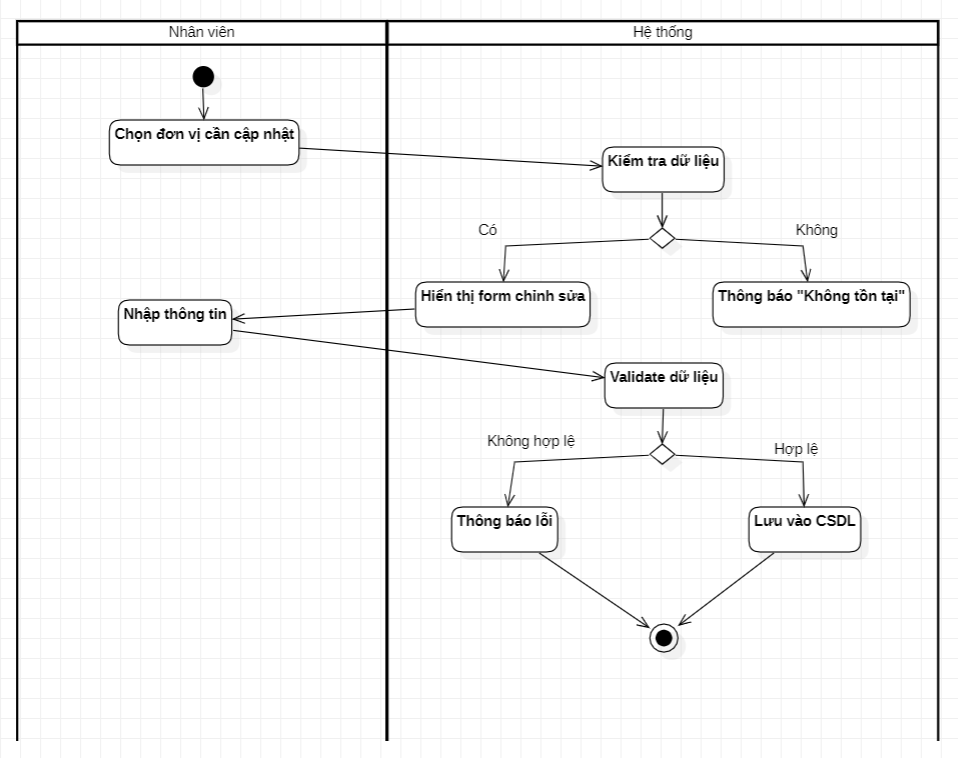 Nhân viên
Hệ thống
Chọn đơn vị cần cập nhật
Kiểm tra dữ liệu
Có
Không
Hiển thị form chỉnh sửa
Thông báo "Không tồn tại"
Nhập thông tin
Validate dữ liệu
Không hợp lệ
Hợp lệ
Thông báo lỗi
Lưu vào CSDL